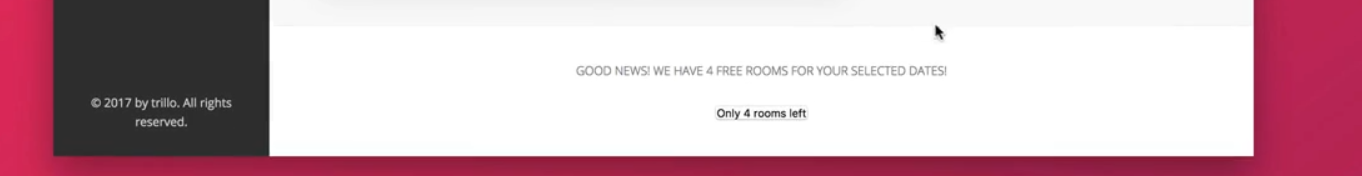 GOOD NEWS! WE HAVE 4 FREE ROOMS FOR YOUR SELECTED DATES!
© 2017 by trillo. All rights
reserved.
Only 4 rooms left